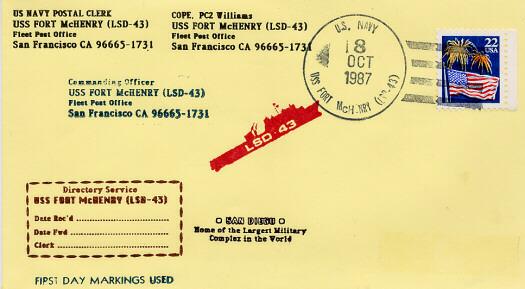 US NAVY POSTAL CLERK
USS FORT McHENRY (LSD-43)
Fleet Post Office
San Francisco CA 96665-1731
COPE, PC2 Williams
USS FORT McHENRY (LSD-43)
Fleet Post Office
San Francisco CA 96665-1731
U.S. NAVY
8
OCT
1987
USS FORT McHENRY (LSD-43)
22
USA
Commanding Officer
USS FORT McHENRY (LSD-43)
Fleet Post Office
San Francisco CA 96665-1731
LSD-43
Directory Service
USS FORT McHENRY (LSD-43)
Date Rec'd
Date Fwd
Clerk
SAN DIEGO
Home of the Largest Military
Complex in the World
FIRST DAY MARKINGS USED